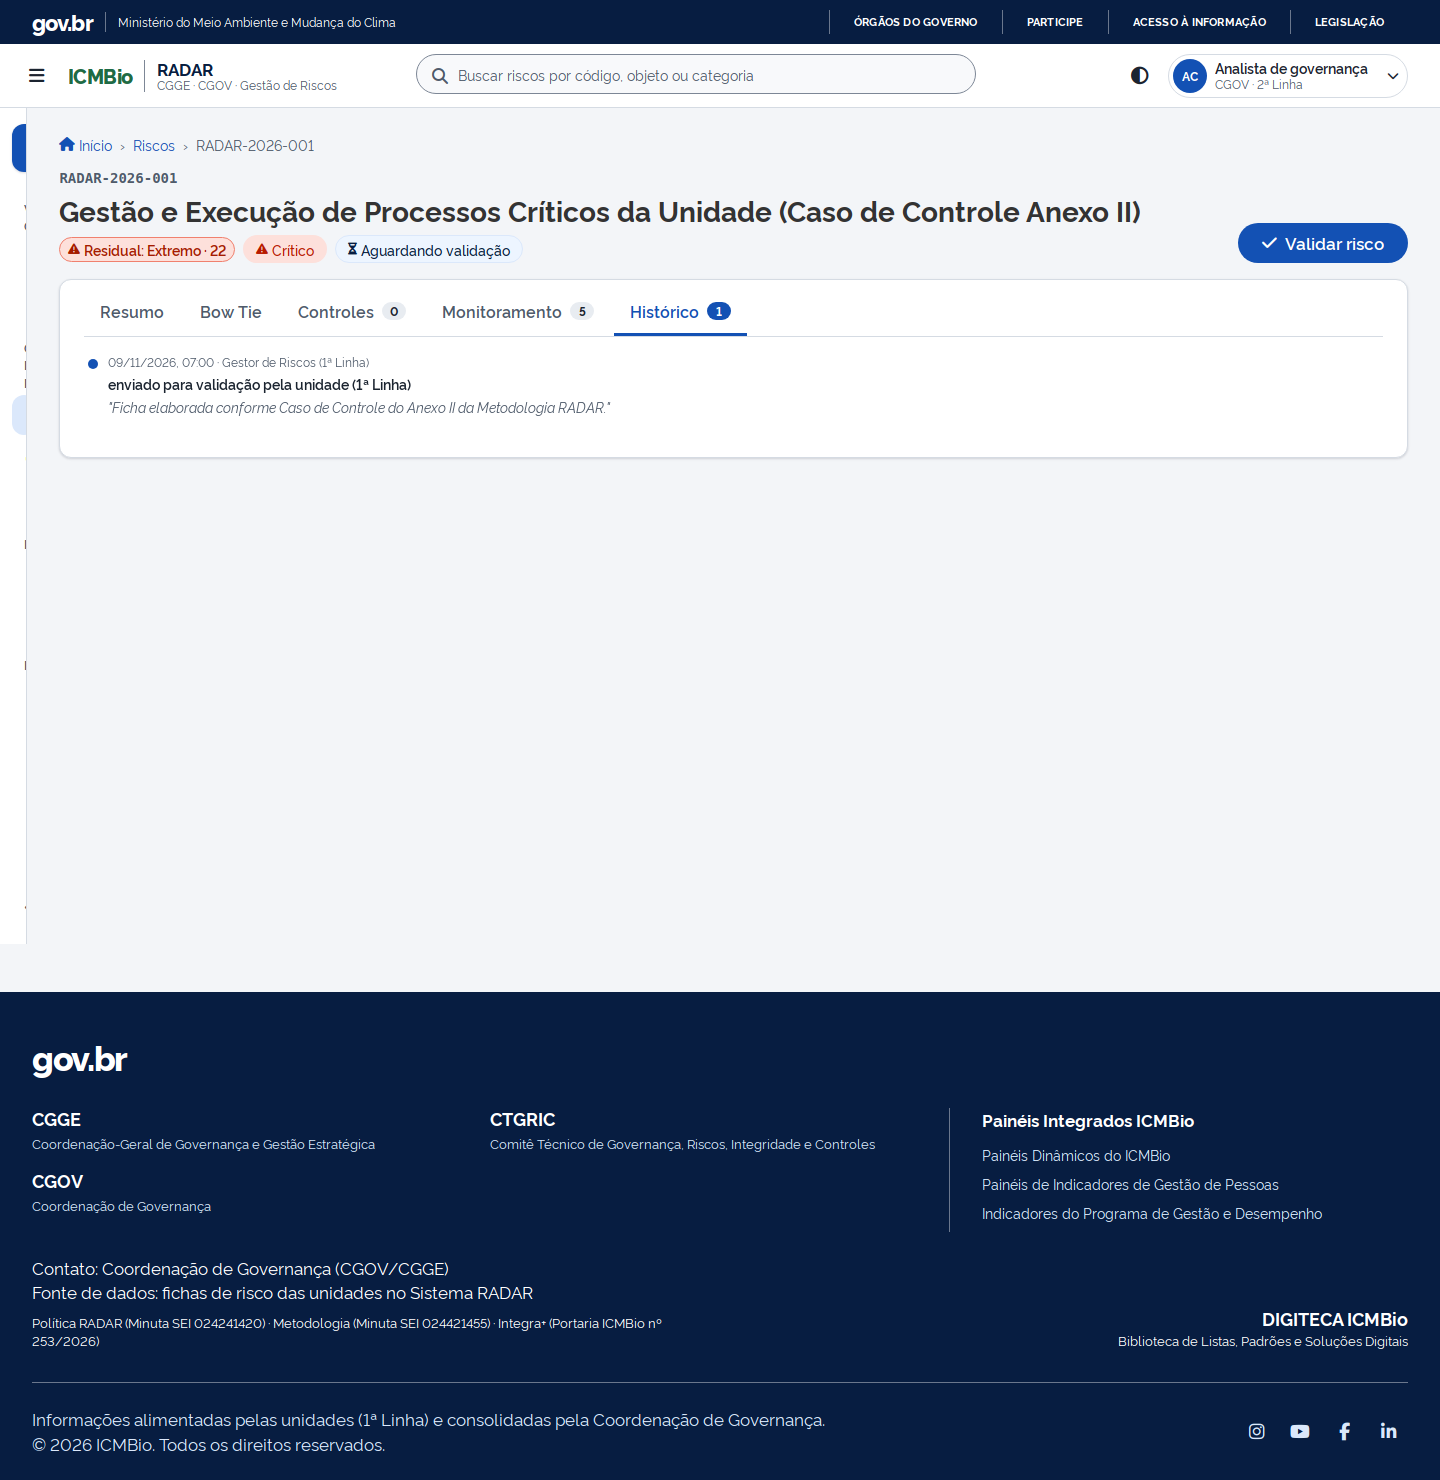 gov.br
Ministério do Meio Ambiente e Mudança do Clima
ÓRGÃOS DO GOVERNO
PARTICIPE
ACESSO À INFORMAÇÃO
LEGISLAÇÃO
ICMBio
RADAR
CGGE · CGOV · Gestão de Riscos
Buscar riscos por código, objeto ou categoria
AC
Analista de governança
CGOV · 2ª Linha
Início › Riscos › RADAR-2026-001
RADAR-2026-001
Gestão e Execução de Processos Críticos da Unidade (Caso de Controle Anexo II)
Residual: Extremo · 22
Crítico
Aguardando validação
Validar risco
Resumo
Bow Tie
Controles 0
Monitoramento 5
Histórico 1
09/11/2026, 07:00 · Gestor de Riscos (1ª Linha)
enviado para validação pela unidade (1ª Linha)
"Ficha elaborada conforme Caso de Controle do Anexo II da Metodologia RADAR."
gov.br
CGGE
Coordenação-Geral de Governança e Gestão Estratégica
CGOV
Coordenação de Governança
CTGRIC
Comitê Técnico de Governança, Riscos, Integridade e Controles
Painéis Integrados ICMBio
Painéis Dinâmicos do ICMBio
Painéis de Indicadores de Gestão de Pessoas
Indicadores do Programa de Gestão e Desempenho
Contato: Coordenação de Governança (CGOV/CGGE)
Fonte de dados: fichas de risco das unidades no Sistema RADAR
Política RADAR (Minuta SEI 024241420) · Metodologia (Minuta SEI 024421455) · Integra+ (Portaria ICMBio nº
253/2026)
DIGITECA ICMBio
Biblioteca de Listas, Padrões e Soluções Digitais
Informações alimentadas pelas unidades (1ª Linha) e consolidadas pela Coordenação de Governança.
© 2026 ICMBio. Todos os direitos reservados.